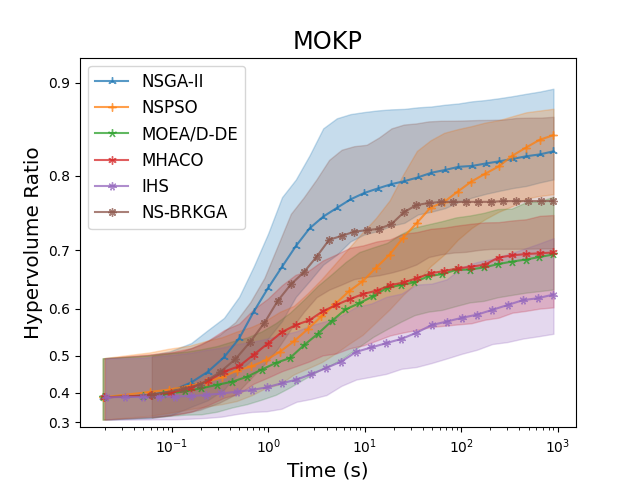 MOKP
Hypervolume Ratio
0.9
0.8
0.7
0.6
0.5
0.4
0.3
NSGA-II
NSPSO
MOEA/D-DE
MHACO
IHS
NS-BRKGA
10⁻¹ 10⁰ 10¹ 10² 10³
Time (s)